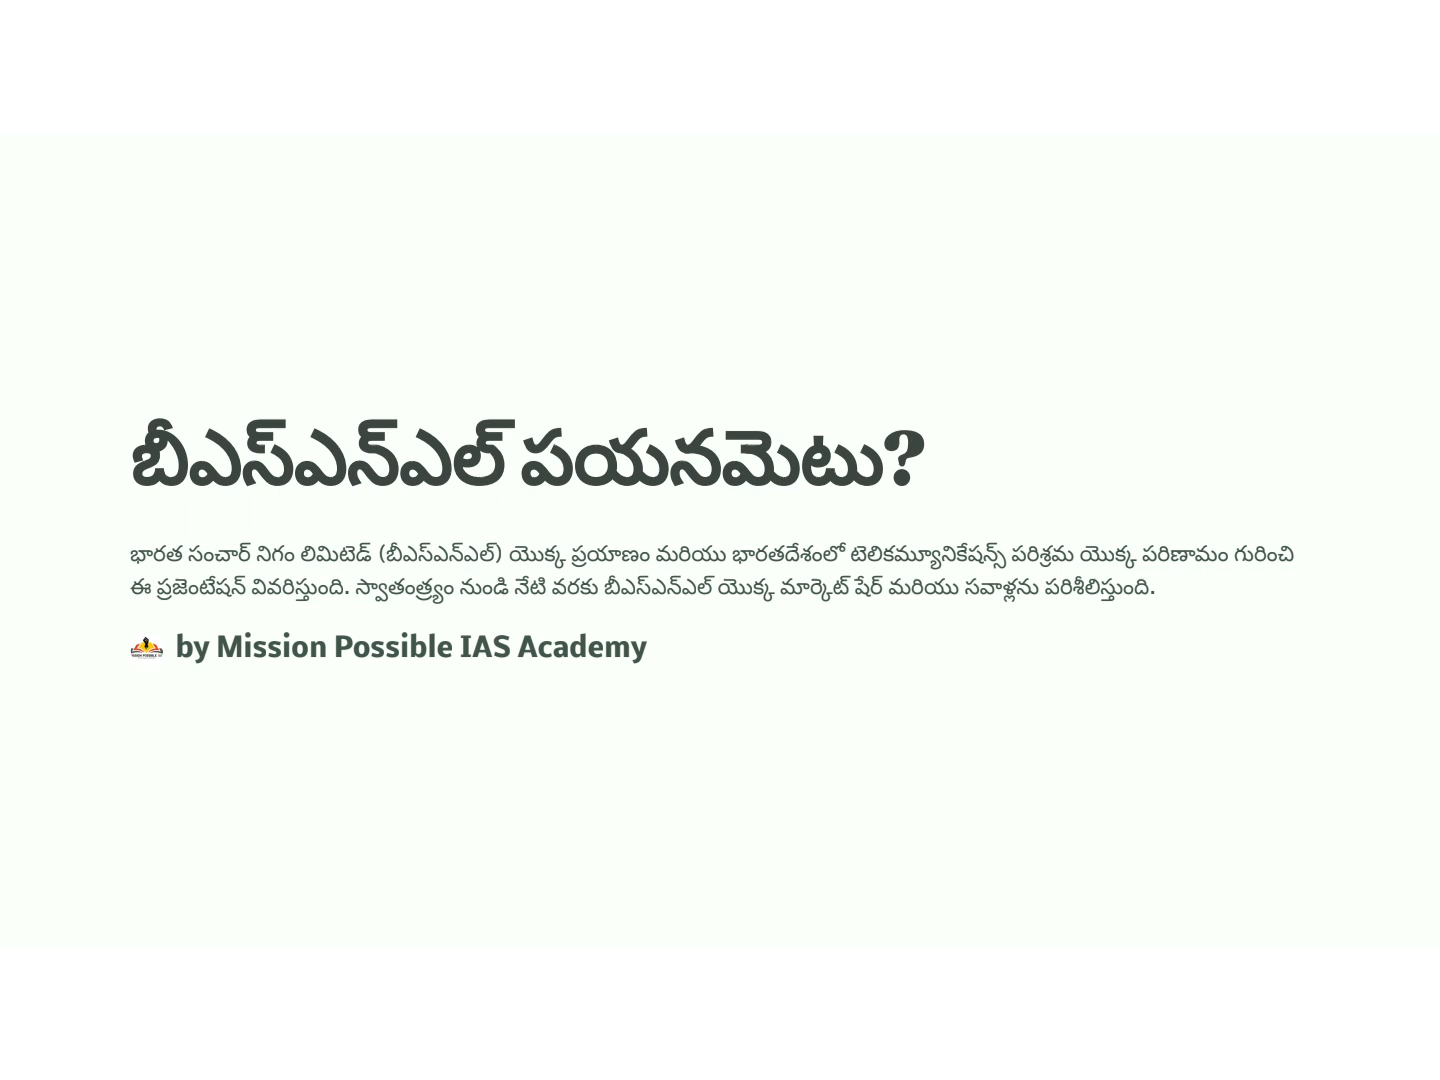 బీఎస్ఎన్ఎల్ పయనమెటు?
భారత సంచార్ నిగం లిమిటెడ్ (బీఎస్ఎన్ఎల్) యొక్క ప్రయాణం మరియు భారతదేశంలో టెలికమ్యూనికేషన్స్ పరిశ్రమ యొక్క పరిణామం గురించి
ఈ ప్రజెంటేషన్ వివరిస్తుంది. స్వాతంత్ర్యం నుండి నేటి వరకు బీఎస్ఎన్ఎల్ యొక్క మార్కెట్ షేర్ మరియు సవాళ్లను పరిశీలిస్తుంది.
by Mission Possible IAS Academy